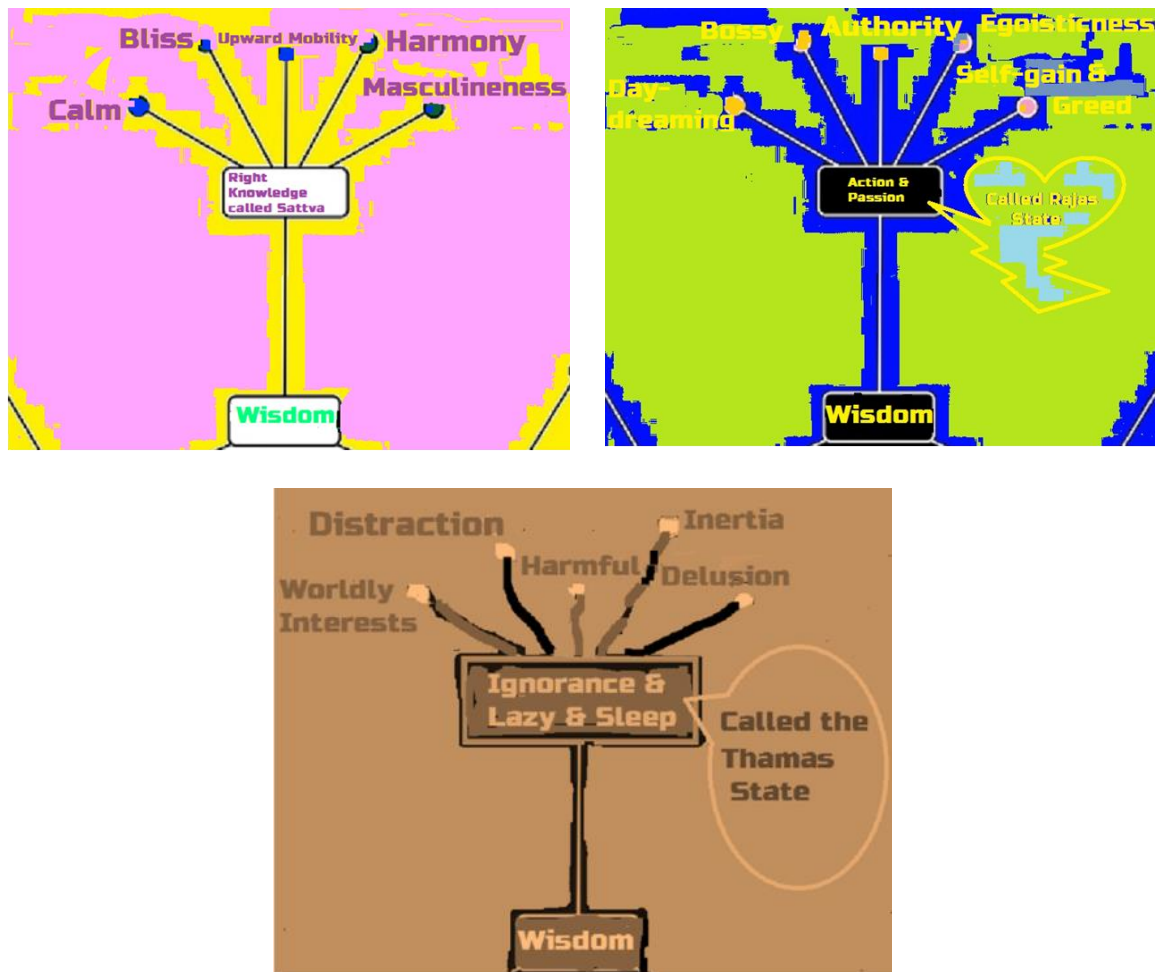 Bliss
Upward Mobility
Harmony
Calm
Masculineness
Right
Knowledge
called Sattva
Wisdom
Bossy
Authority
Egoisticness
Day-
dreaming
Self-gain &
Greed
Action &
Passion
Called Rajas
State
Wisdom
Distraction
Inertia
Harmful
Delusion
Worldly
Interests
Ignorance &
Lazy & Sleep
Called the
Thamas
State
Wisdom